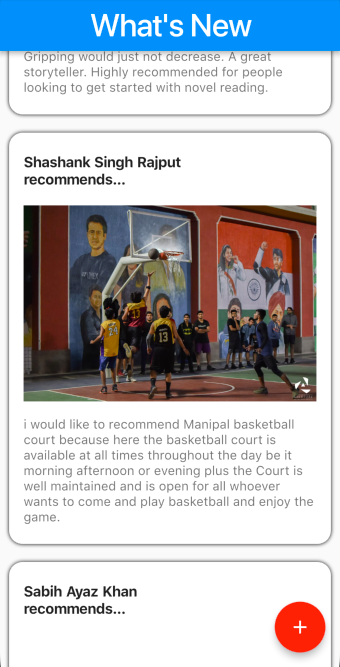 What's New
Gripping would just not decrease. A great
storyteller. Highly recommended for people
looking to get started with novel reading.
Shashank Singh Rajput
recommends...
24
13
i would like to recommend Manipal basketball
court because here the basketball court is
available at all times throughout the day be it
morning afternoon or evening plus the Court is
well maintained and is open for all whoever
wants to come and play basketball and enjoy the
game.
Sabih Ayaz Khan
recommends...
+